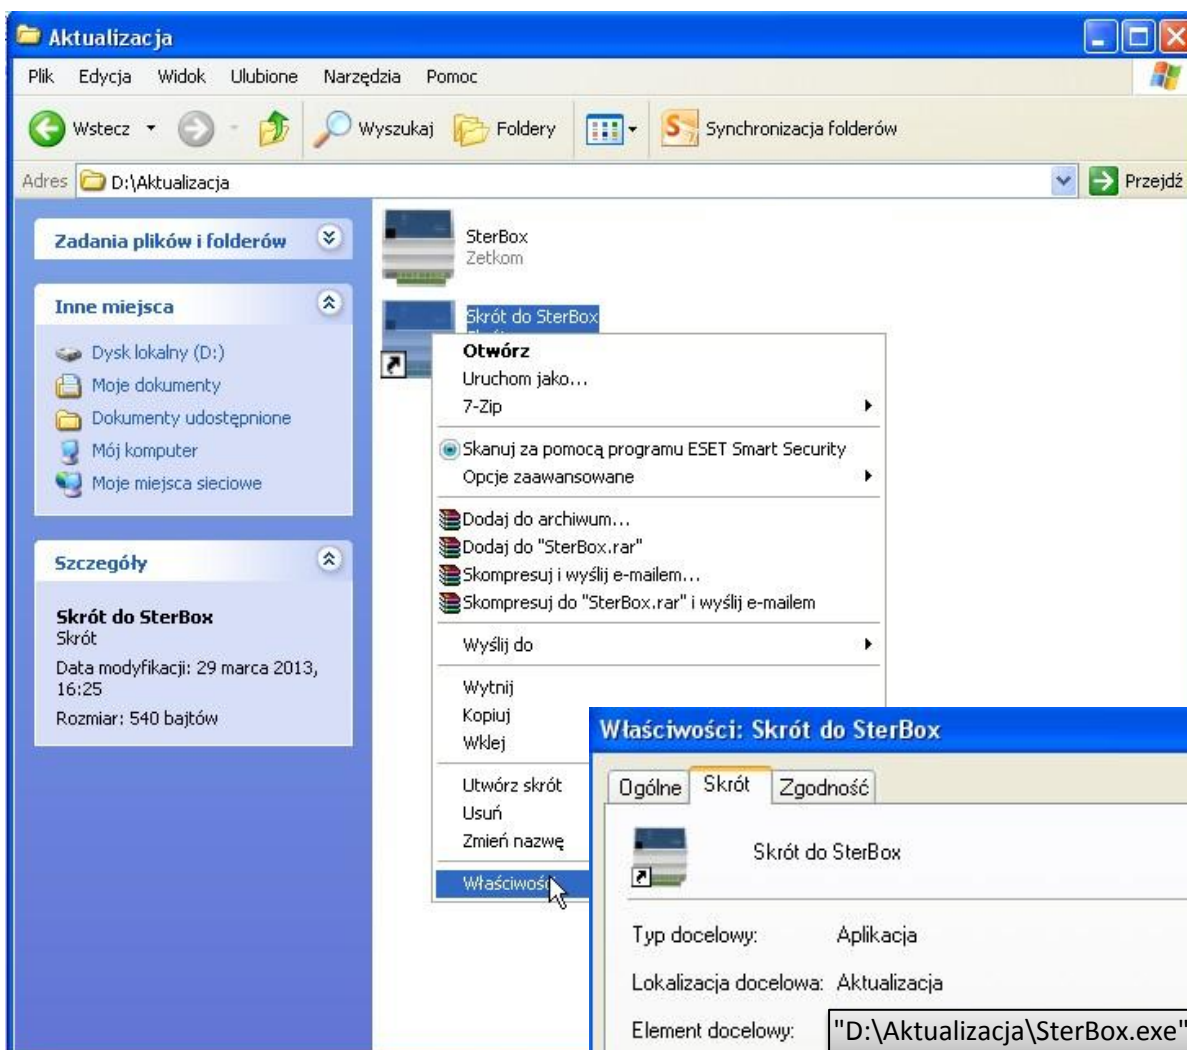 Aktualizacja
Plik Edycja Widok Ulubione Narzędzia Pomoc
Wstecz Wyszukaj Foldery Synchronizacja folderów
Adres D:\Aktualizacja Przejdź
Zadania plików i folderów
Inne miejsca
Dysk lokalny (D:)
Moje dokumenty
Dokumenty udostępnione
Mój komputer
Moje miejsca sieciowe
Szczegóły
Skrót do SterBox
Skrót
Data modyfikacji: 29 marca 2013,
16:25
Rozmiar: 540 bajtów
SterBox
Zetkom
Skrót do SterBox
Otwórz
Uruchom jako...
7-Zip
Skanuj za pomocą programu ESET Smart Security
Opcje zaawansowane
Dodaj do archiwum...
Dodaj do "SterBox.rar"
Skompresuj i wyślij e-mailem...
Skompresuj do "SterBox.rar" i wyślij e-mailem
Wyślij do
Wytnij
Kopiuj
Wklej
Utwórz skrót
Usuń
Zmień nazwę
Właściwości
Właściwości: Skrót do SterBox
Ogólne Skrót Zgodność
Skrót do SterBox
Typ docelowy: Aplikacja
Lokalizacja docelowa: Aktualizacja
Element docelowy: "D:\Aktualizacja\SterBox.exe"